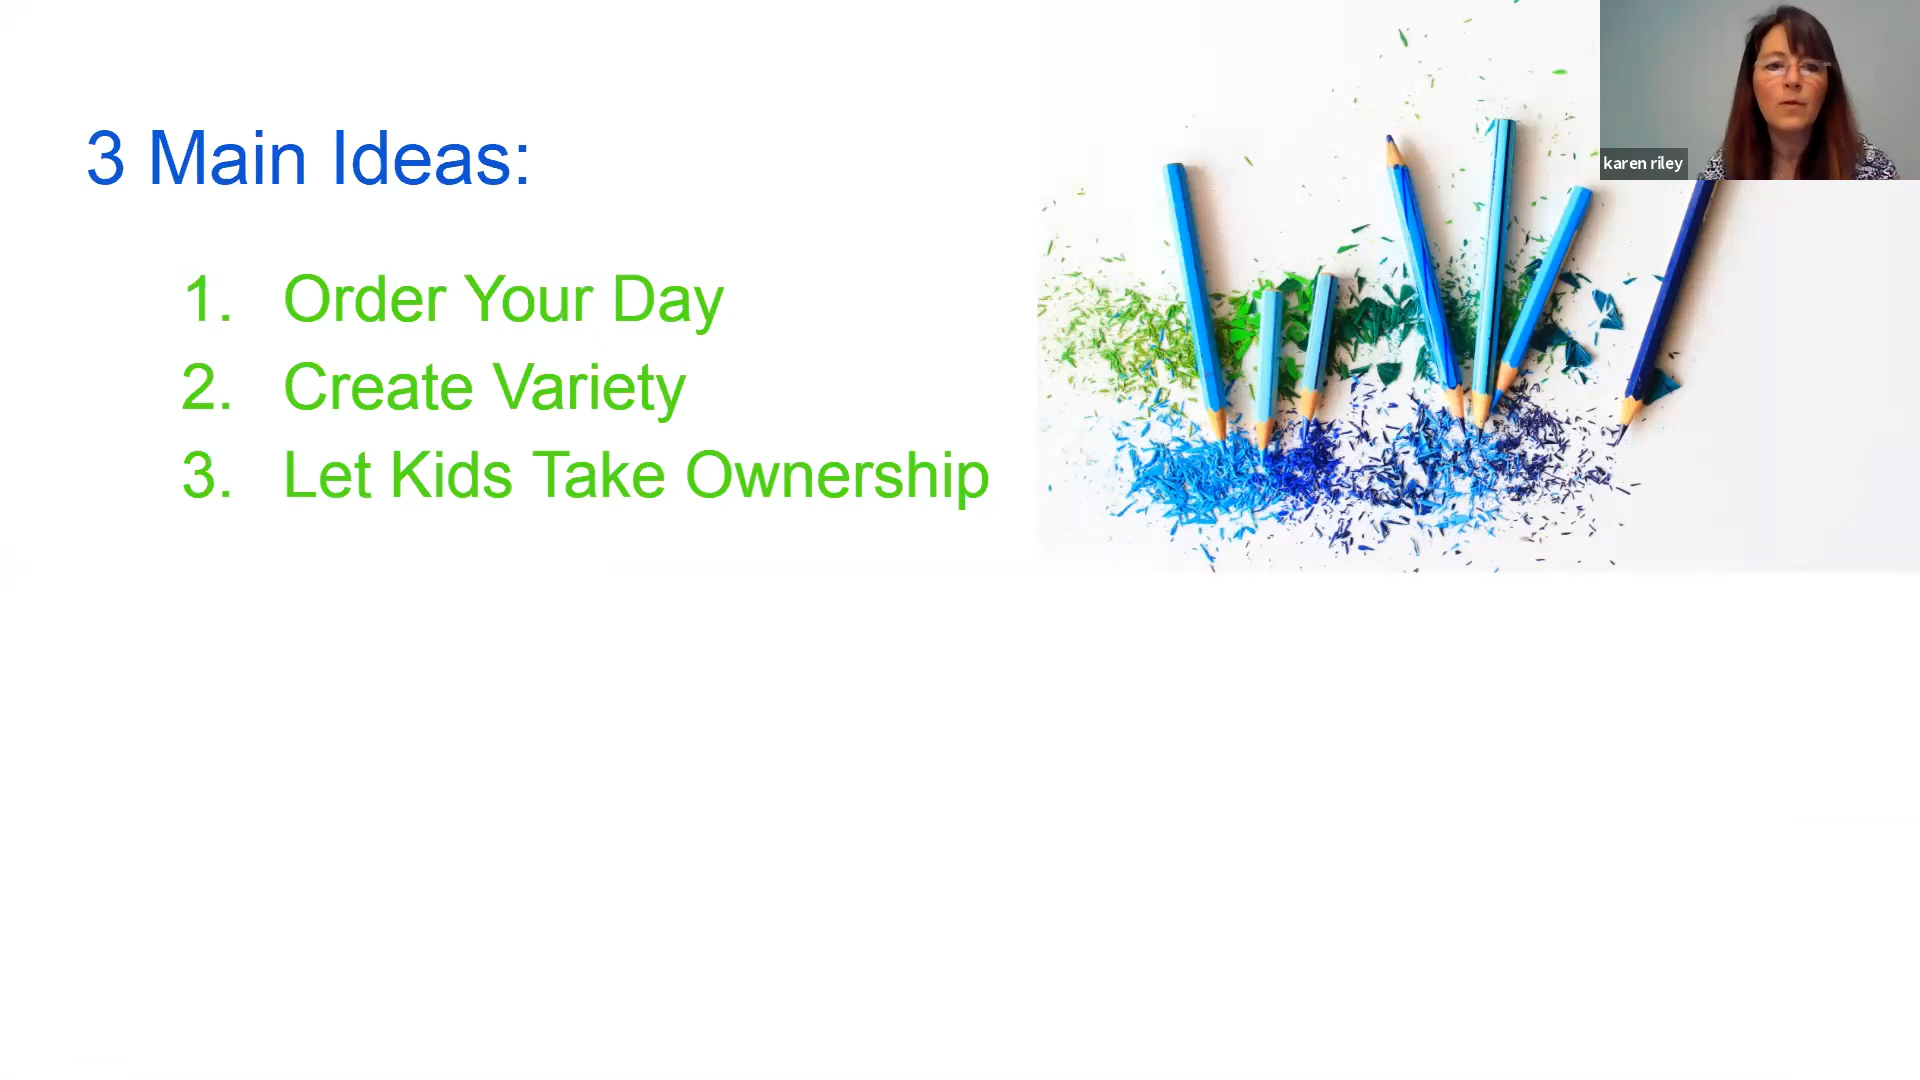 3 Main Ideas:
1. Order Your Day
2. Create Variety
3. Let Kids Take Ownership
karen riley